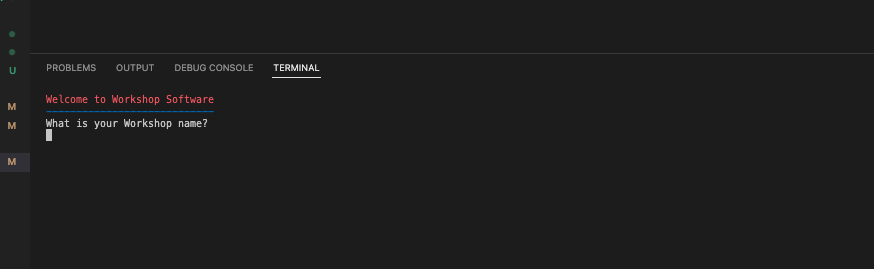 U
PROBLEMS OUTPUT DEBUG CONSOLE TERMINAL
Welcome to Workshop Software
----------------------------
M
What is your Workshop name?
M
M